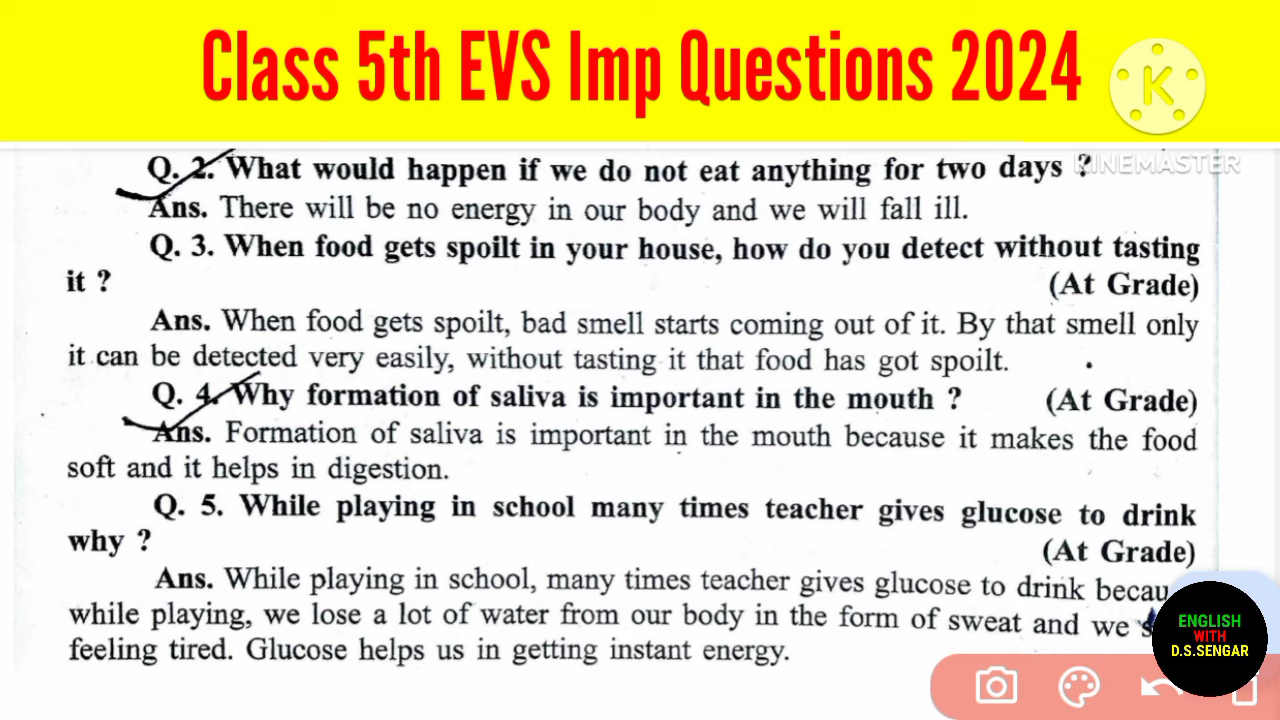 Class 5th EVS Imp Questions 2024
K
KINEMASTER
Q. 2. What would happen if we do not eat anything for two days ?
Ans. There will be no energy in our body and we will fall ill.
Q. 3. When food gets spoilt in your house, how do you detect without tasting
it ? (At Grade)
Ans. When food gets spoilt, bad smell starts coming out of it. By that smell only
it can be detected very easily, without tasting it that food has got spoilt.
Q. 4. Why formation of saliva is important in the mouth ? (At Grade)
Ans. Formation of saliva is important in the mouth because it makes the food
soft and it helps in digestion.
Q. 5. While playing in school many times teacher gives glucose to drink
why ? (At Grade)
Ans. While playing in school, many times teacher gives glucose to drink becau
while playing, we lose a lot of water from our body in the form of sweat and we
feeling tired. Glucose helps us in getting instant energy.
ENGLISH
WITH
D.S.SENGAR